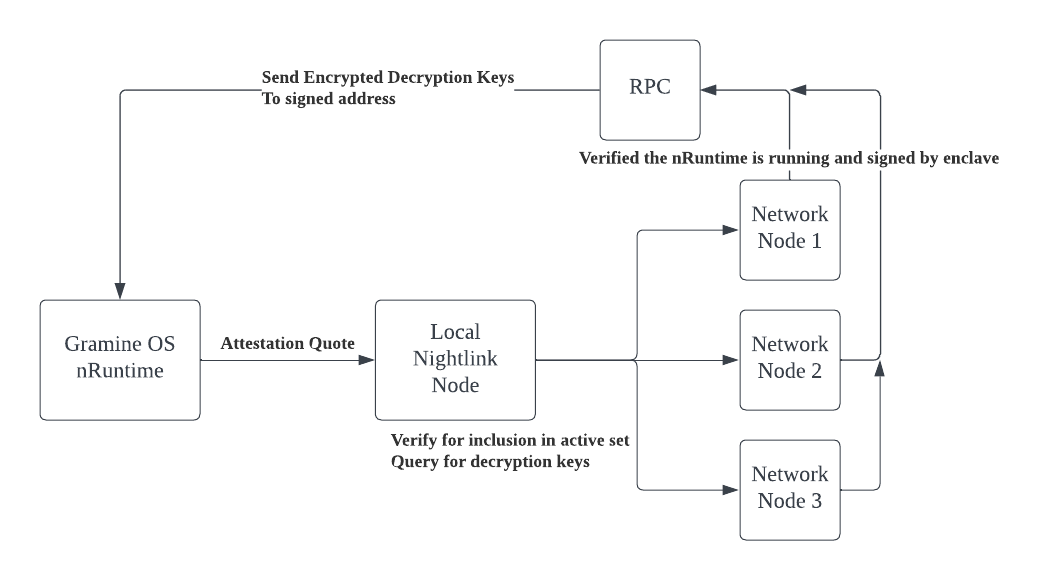 RPC
Send Encrypted Decryption Keys
To signed address
Verified the nRuntime is running and signed by enclave
Network
Node 1
Gramine OS
nRuntime
Attestation Quote
Local
Nightlink
Node
Network
Node 2
Verify for inclusion in active set
Query for decryption keys
Network
Node 3